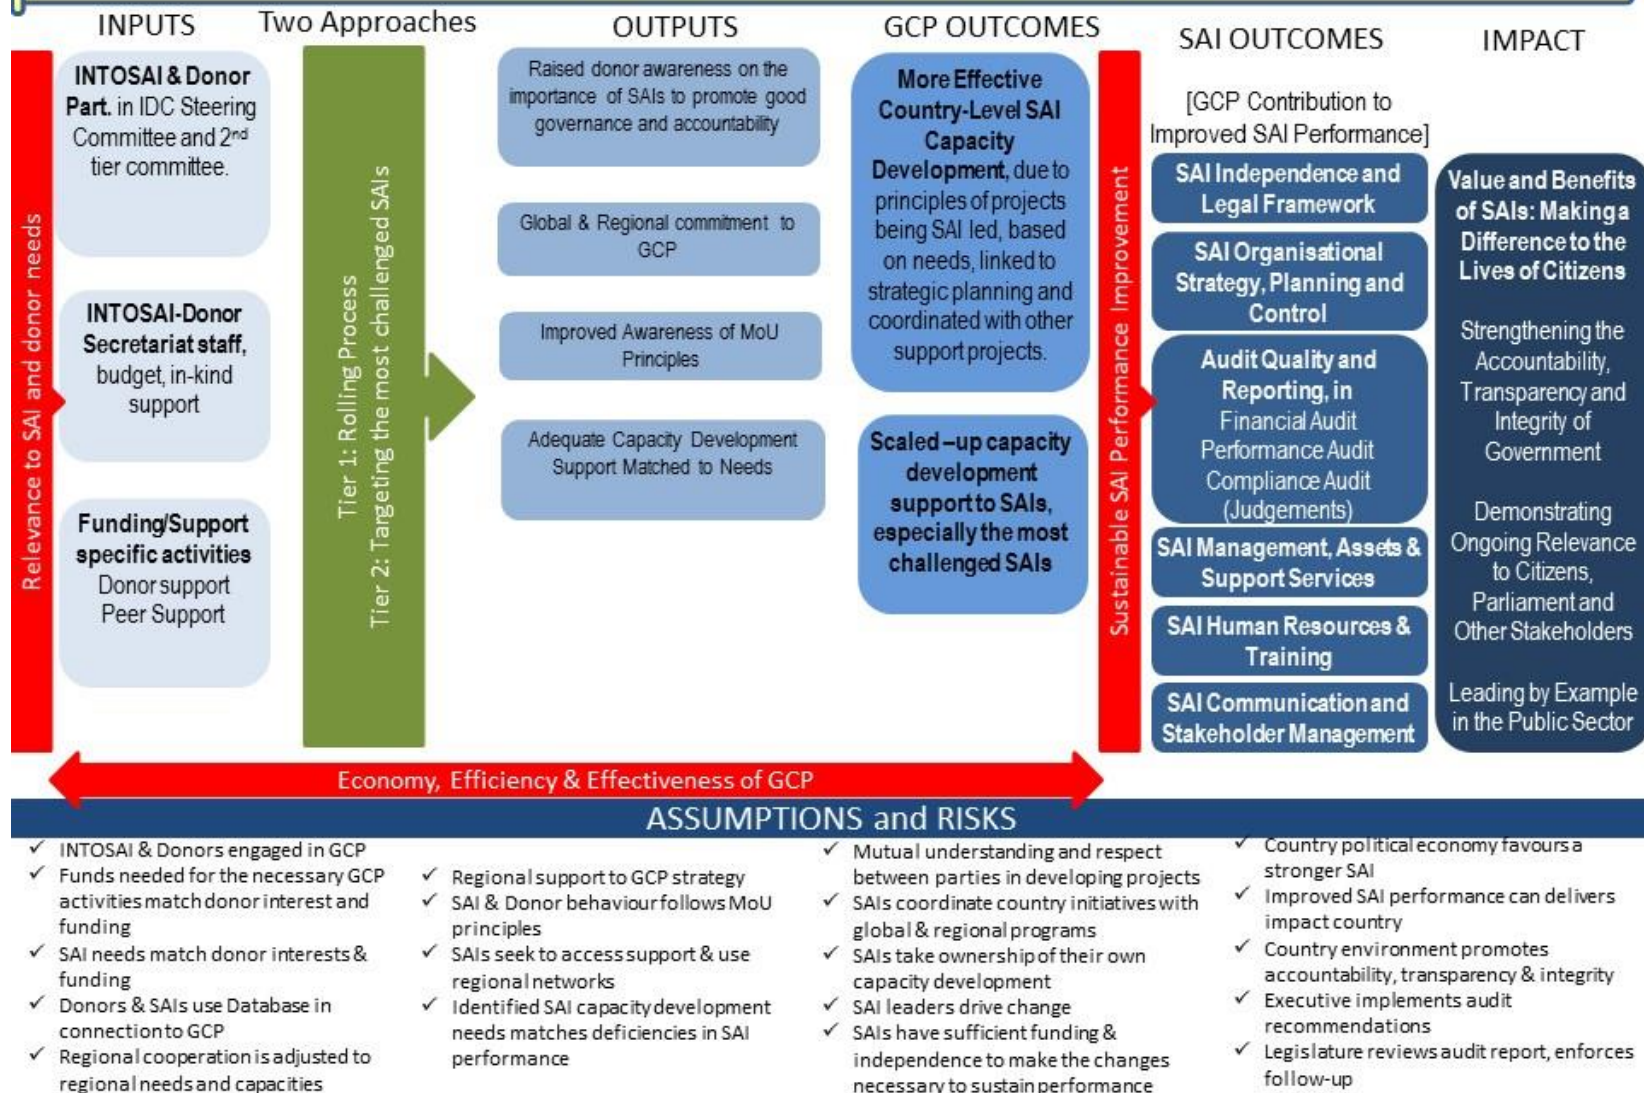 INPUTS
Two Approaches
OUTPUTS
GCP OUTCOMES
SAI OUTCOMES
IMPACT
Relevance to SAI and donor needs
INTOSAI & Donor
Part. in IDC Steering
Committee and 2nd
tier committee.
INTOSAI-Donor
Secretariat staff,
budget, in-kind
support
Funding/Support
specific activities
Donor support
Peer Support
Tier 1: Rolling Process
Tier 2: Targeting the most challenged SAIs
Raised donor awareness on the
importance of SAIs to promote good
governance and accountability
Global & Regional commitment to
GCP
Improved Awareness of MoU
Principles
Adequate Capacity Development
Support Matched to Needs
More Effective
Country-Level SAI
Capacity
Development, due to
principles of projects
being SAI led, based
on needs, linked to
strategic planning and
coordinated with other
support projects.
Scaled –up capacity
development
support to SAIs,
especially the most
challenged SAIs
Sustainable SAI Performance Improvement
[GCP Contribution to
Improved SAI Performance]
SAI Independence and
Legal Framework
SAI Organisational
Strategy, Planning and
Control
Audit Quality and
Reporting, in
Financial Audit
Performance Audit
Compliance Audit
(Judgements)
SAI Management, Assets &
Support Services
SAI Human Resources &
Training
SAI Communication and
Stakeholder Management
Value and Benefits
of SAIs: Making a
Difference to the
Lives of Citizens
Strengthening the
Accountability,
Transparency and
Integrity of
Government
Demonstrating
Ongoing Relevance
to Citizens,
Parliament and
Other Stakeholders
Leading by Example
in the Public Sector
Economy, Efficiency & Effectiveness of GCP
ASSUMPTIONS and RISKS
✓ INTOSAI & Donors engaged in GCP
✓ Funds needed for the necessary GCP
activities match donor interest and
funding
✓ SAI needs match donor interests &
funding
✓ Donors & SAIs use Database in
connection to GCP
✓ Regional cooperation is adjusted to
regional needs and capacities
✓ Regional support to GCP strategy
✓ SAI & Donor behaviour follows MoU
principles
✓ SAIs seek to access support & use
regional networks
✓ Identified SAI capacity development
needs matches deficiencies in SAI
performance
✓ Mutual understanding and respect
between parties in developing projects
✓ SAIs coordinate country initiatives with
global & regional programs
✓ SAIs take ownership of their own
capacity development
✓ SAI leaders drive change
✓ SAIs have sufficient funding &
independence to make the changes
necessary to sustain performance
✓ Country political economy favours a
stronger SAI
✓ Improved SAI performance can delivers
impact country
✓ Country environment promotes
accountability, transparency & integrity
✓ Executive implements audit
recommendations
✓ Legislature reviews audit report, enforces
follow-up